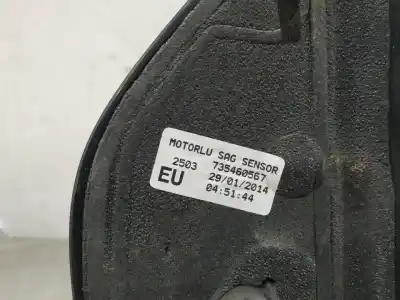 MOTORLU SAG SENSOR
2503 735460567
EU 29/01/2014
04:51:44